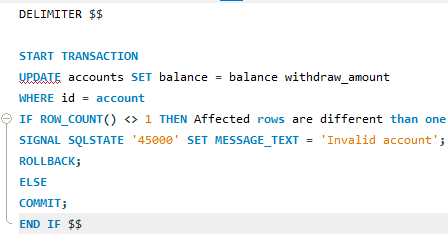 DELIMITER $$
START TRANSACTION
UPDATE accounts SET balance = balance withdraw_amount
WHERE id = account
IF ROW_COUNT() <> 1 THEN Affected rows are different than one
SIGNAL SQLSTATE '45000' SET MESSAGE_TEXT = 'Invalid account';
ROLLBACK;
ELSE
COMMIT;
END IF $$